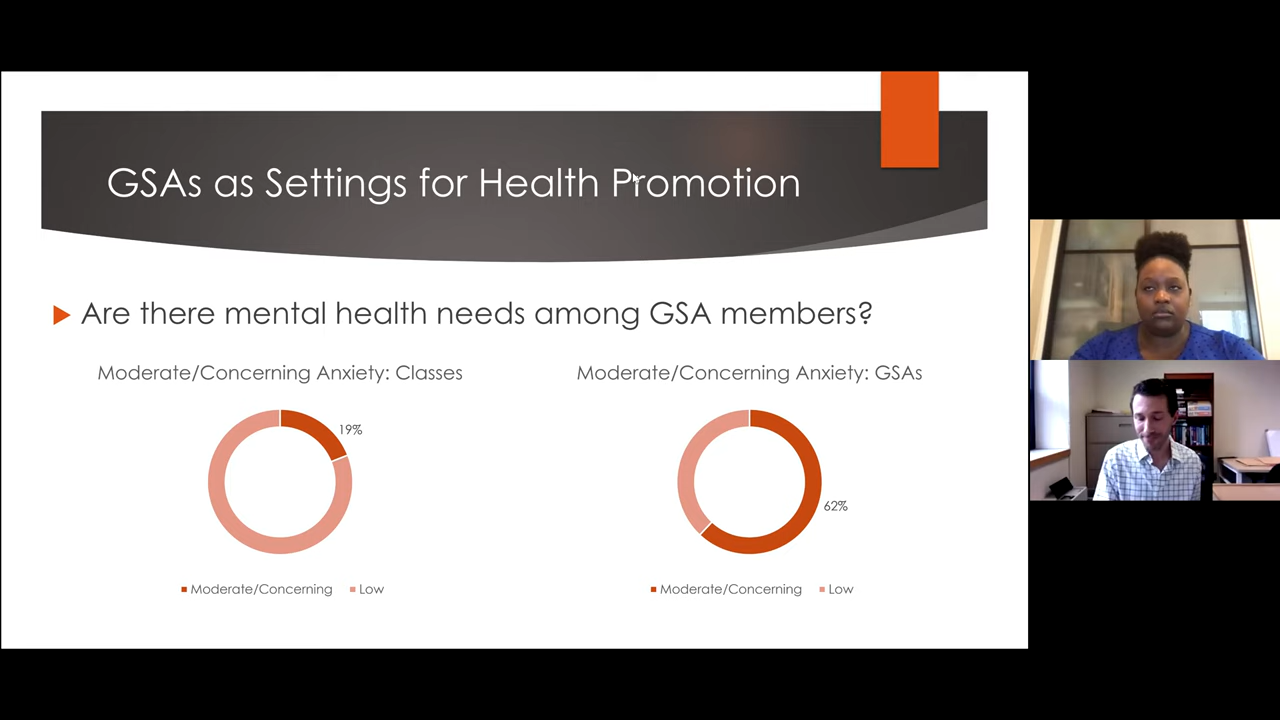 GSAs as Settings for Health Promotion
Are there mental health needs among GSA members?
Moderate/Concerning Anxiety: Classes
19%
Moderate/Concerning Low
Moderate/Concerning Anxiety: GSAs
62%
Moderate/Concerning Low